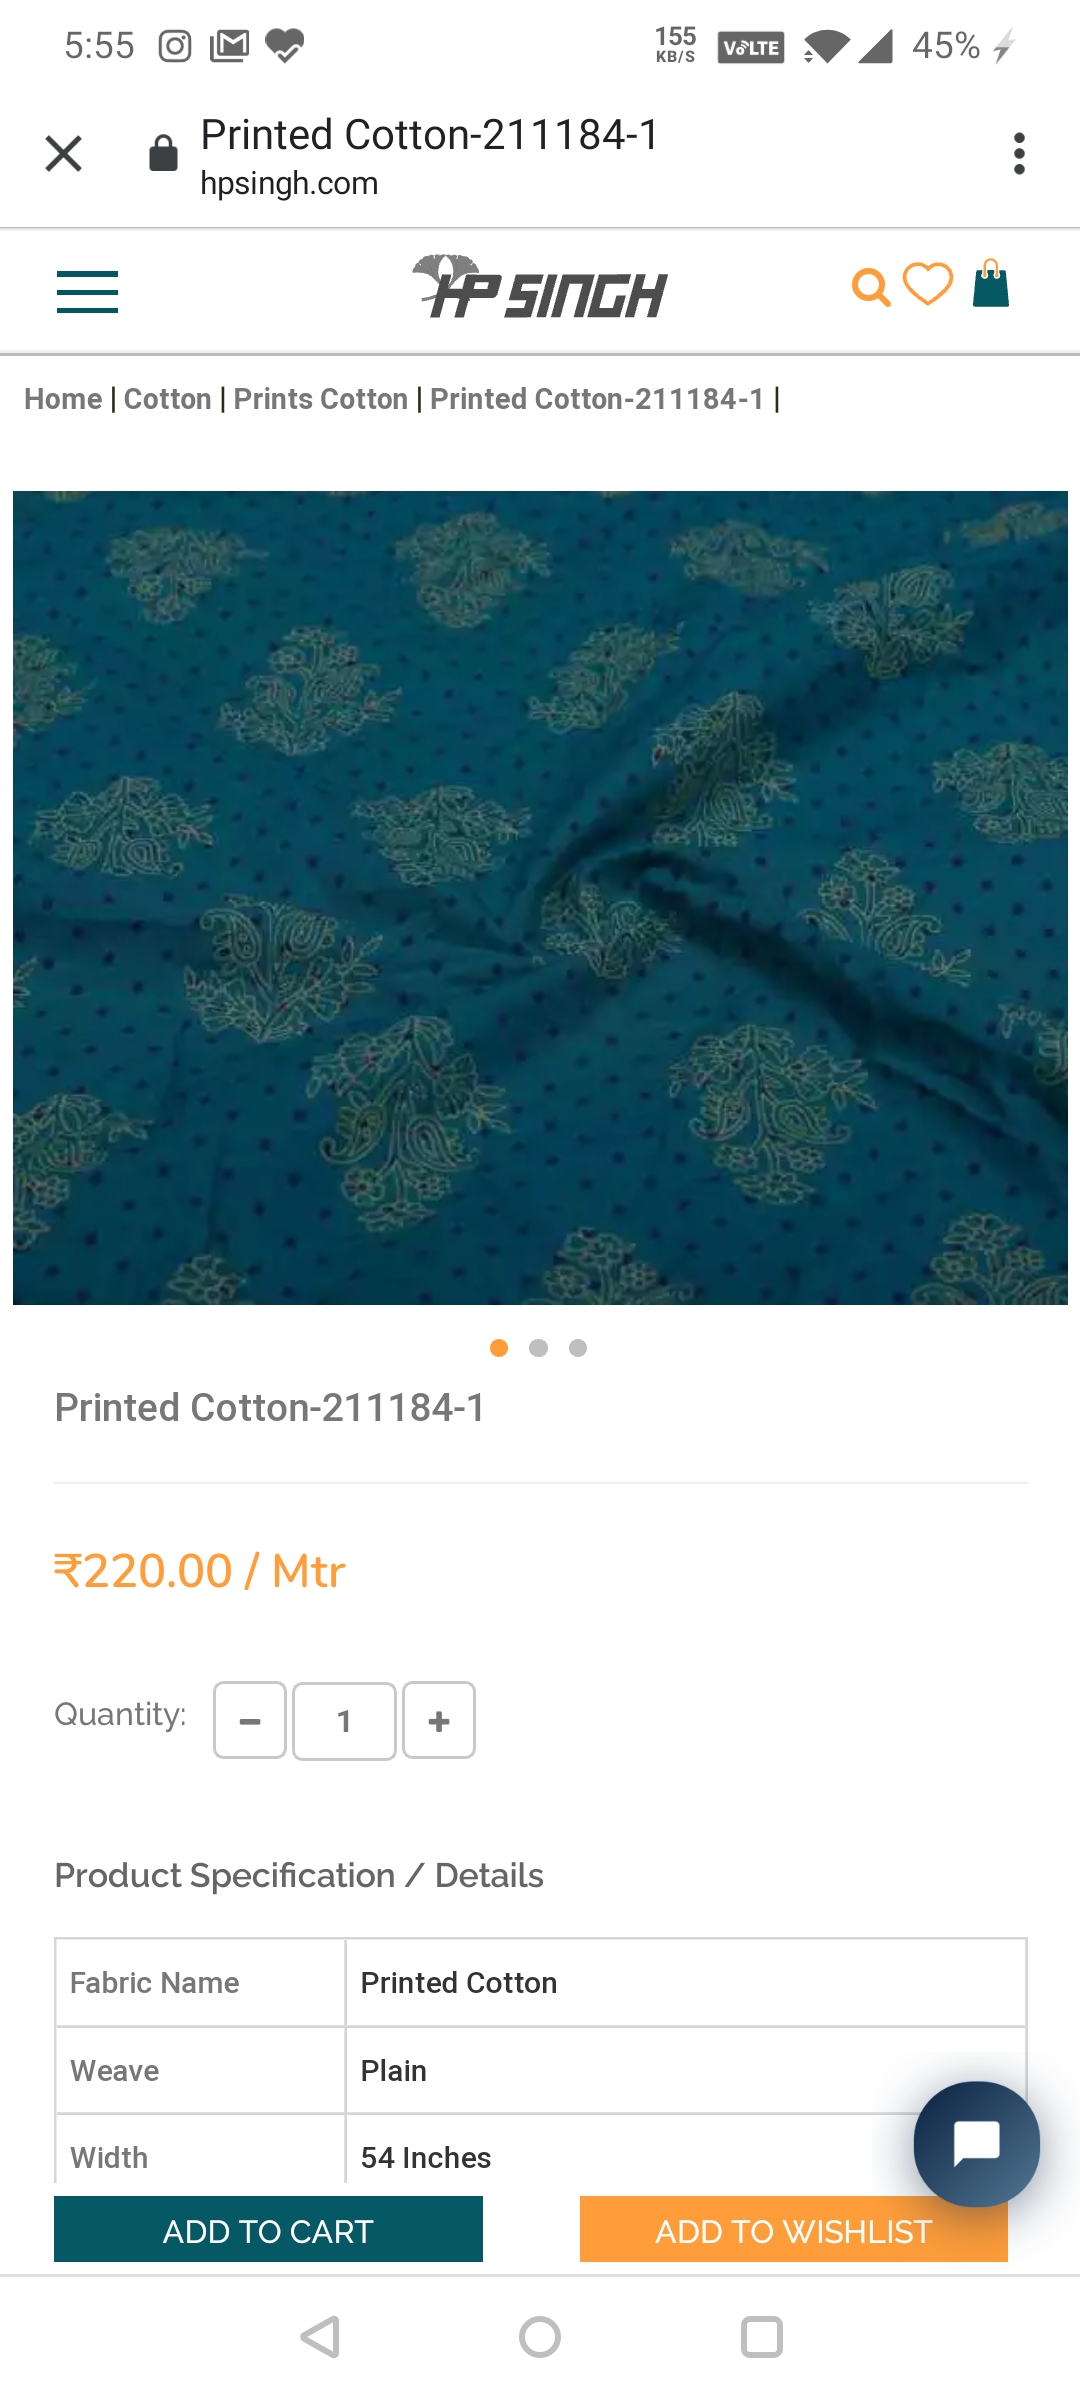 5:55
155
KB/S
VoLTE
45%
Printed Cotton-211184-1
hpsingh.com
HP SINGH
Home | Cotton | Prints Cotton | Printed Cotton-211184-1 |
Printed Cotton-211184-1
₹220.00 / Mtr
Quantity: − 1 +
Product Specification / Details
Fabric Name Printed Cotton
Weave Plain
Width 54 Inches
ADD TO CART ADD TO WISHLIST